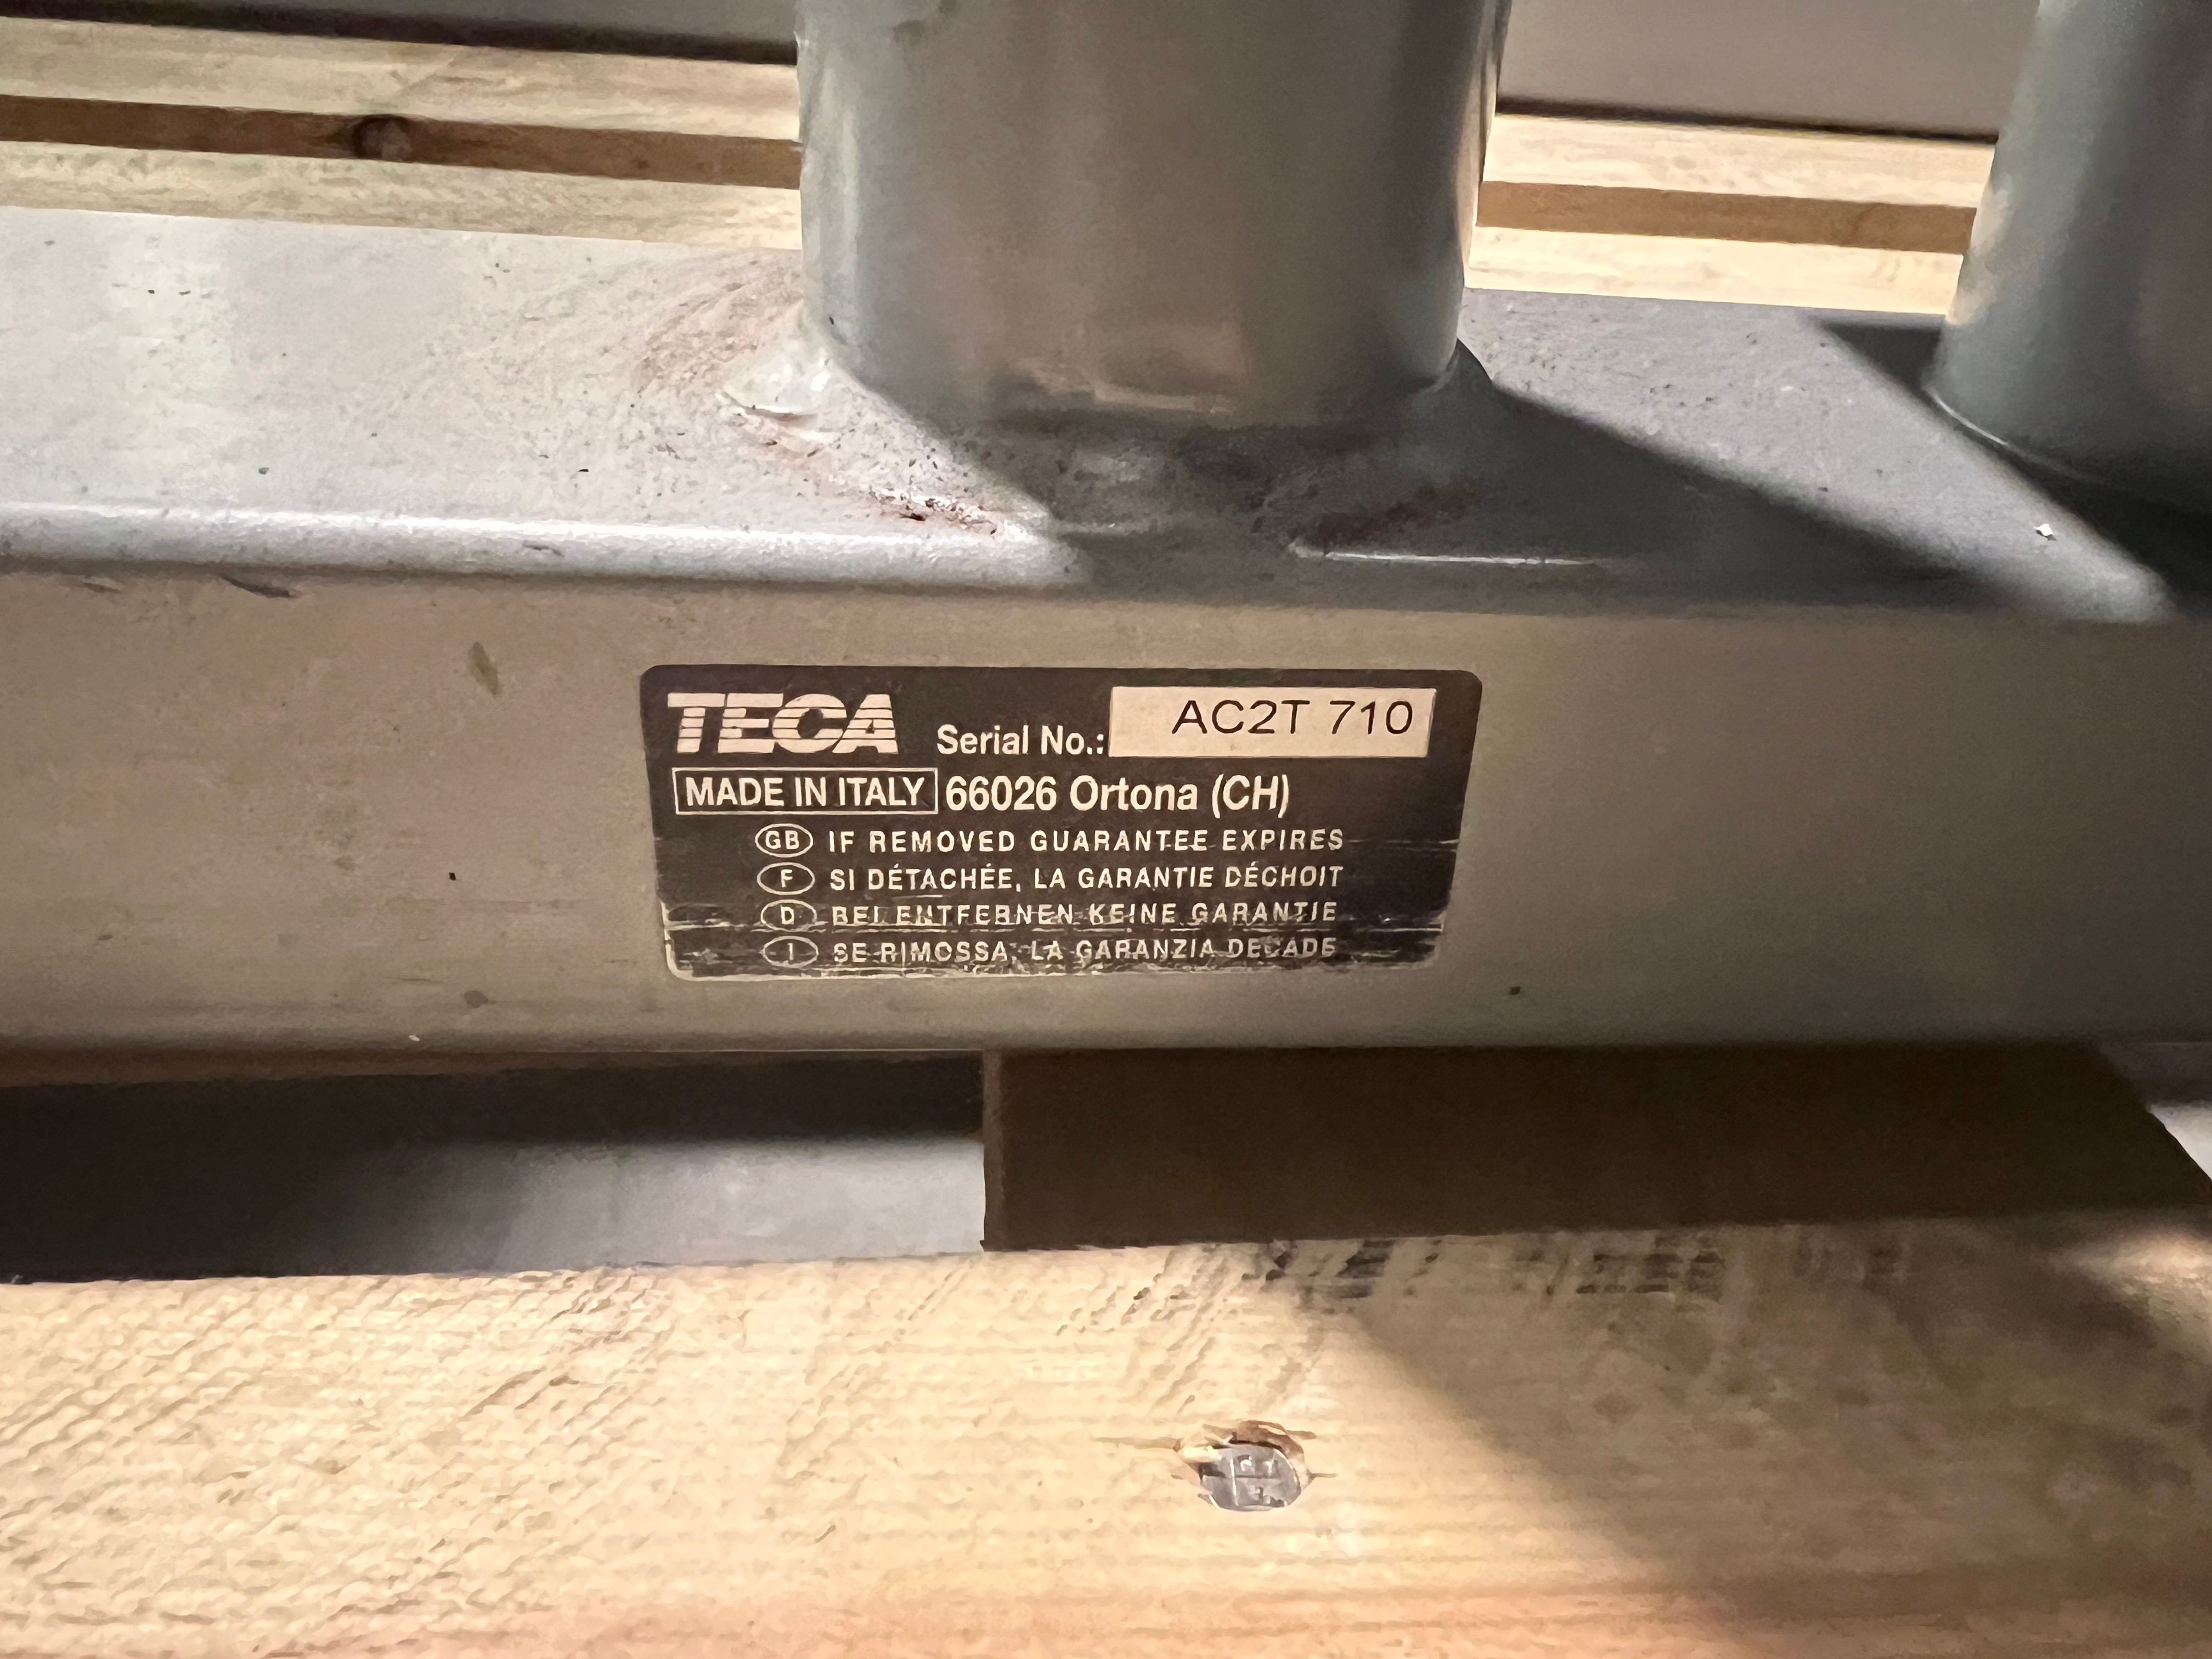 TECA Serial No.: AC2T 710
MADE IN ITALY 66026 Ortona (CH)
GB IF REMOVED GUARANTEE EXPIRES
F SI DÉTACHÉE, LA GARANTIE DÉCHOIT
D BEI ENTFERNEN KEINE GARANTIE
I SE RIMOSSA, LA GARANZIA DECADE